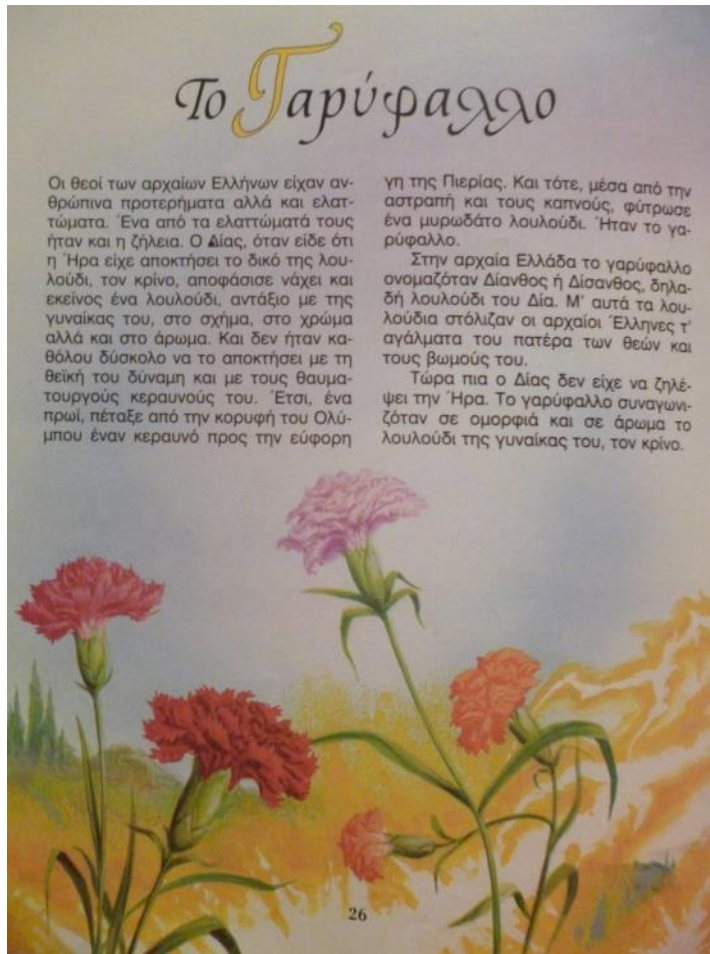 Το Γαρύφαλλο
Οι θεοί των αρχαίων Ελλήνων είχαν αν-
θρώπινα προτερήματα αλλά και ελατ-
τώματα. Ένα από τα ελαττώματά τους
ήταν και η ζήλεια. Ο Δίας, όταν είδε ότι
η Ήρα είχε αποκτήσει το δικό της λου-
λούδι, τον κρίνο, αποφάσισε νάχει και
εκείνος ένα λουλούδι, αντάξιο με της
γυναίκας του, στο σχήμα, στο χρώμα
αλλά και στο άρωμα. Και δεν ήταν κα-
θόλου δύσκολο να το αποκτήσει με τη
θεϊκή του δύναμη και με τους θαυμα-
τουργούς κεραυνούς του. Έτσι, ένα
πρωί, πέταξε από την κορυφή του Ολύ-
μπου έναν κεραυνό προς την εύφορη
γη της Πιερίας. Και τότε, μέσα από την
αστραπή και τους καπνούς, φύτρωσε
ένα μυρωδάτο λουλούδι. Ήταν το γα-
ρύφαλλο.
Στην αρχαία Ελλάδα το γαρύφαλλο
ονομαζόταν Δίανθος ή Δίσανθος, δηλα-
δή λουλούδι του Δία. Μ' αυτά τα λου-
λούδια στόλιζαν οι αρχαίοι Έλληνες τ'
αγάλματα του πατέρα των θεών και
τους βωμούς του.
Τώρα πια ο Δίας δεν είχε να ζηλέ-
ψει την Ήρα. Το γαρύφαλλο συναγωνι-
ζόταν σε ομορφιά και σε άρωμα το
λουλούδι της γυναίκας του, τον κρίνο.
26